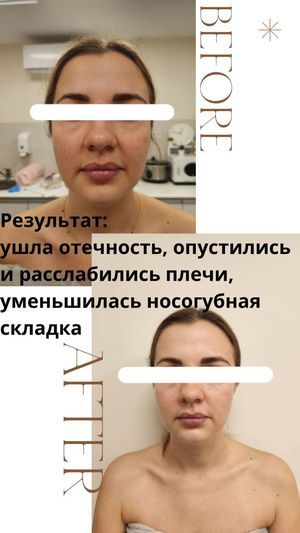 BEFORE
Результат:
ушла отечность, опустились
и расслабились плечи,
уменьшилась носогубная
складка
AFTER